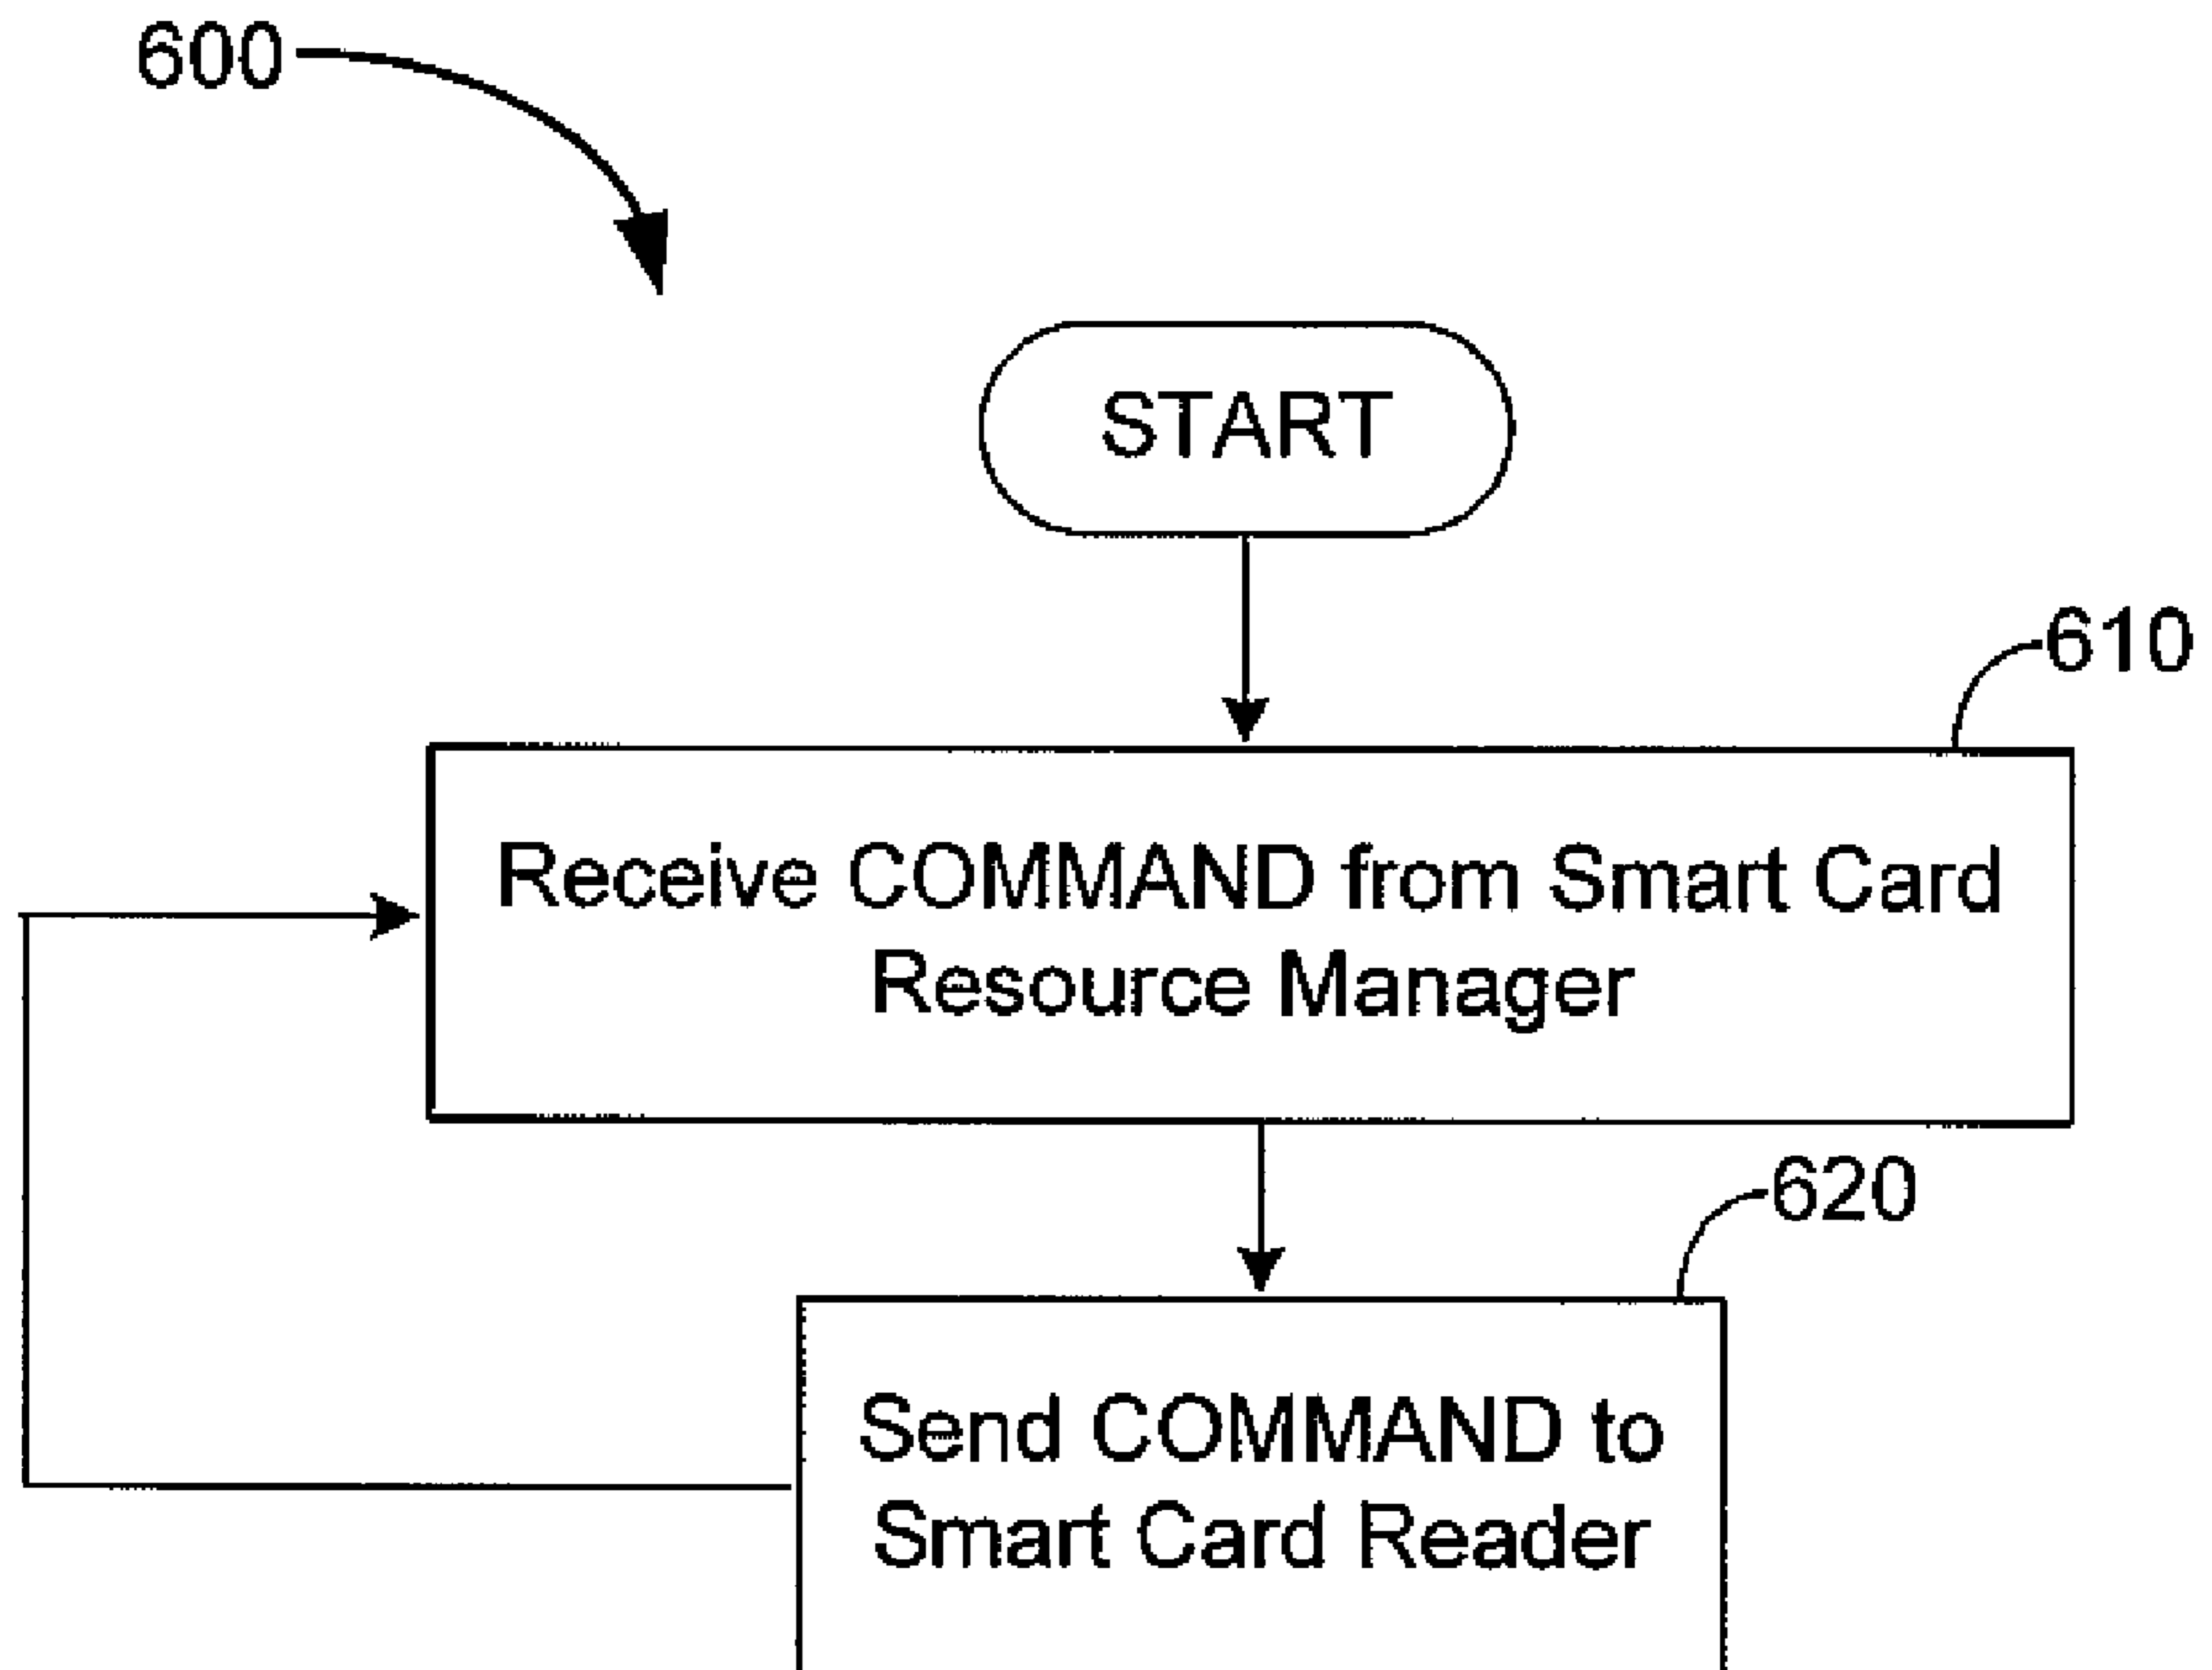 600
START
610
Receive COMMAND from Smart Card
Resource Manager
620
Send COMMAND to
Smart Card Reader